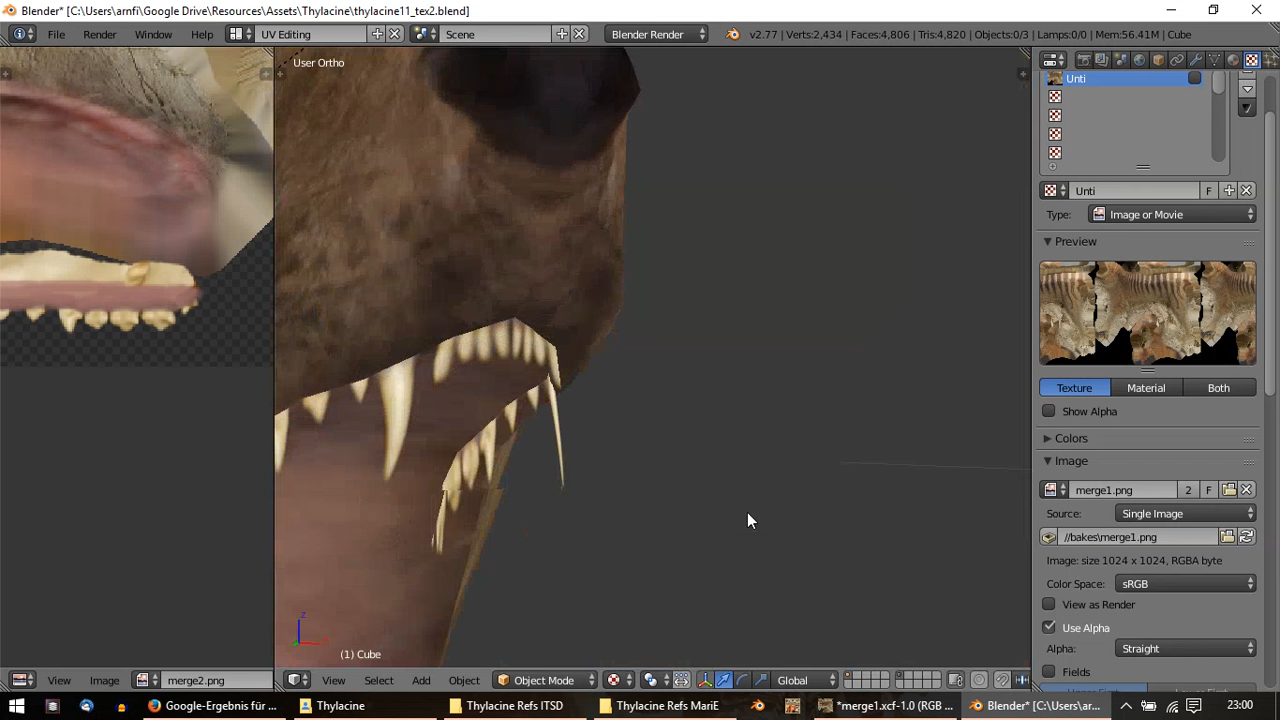 Blender* [C:\Users\arnfi\Google Drive\Resources\Assets\Thylacine\thylacine11_tex2.blend]
File Render Window Help UV Editing Scene Blender Render v2.77 | Verts:2,434 | Faces:4,806 | Tris:4,820 | Objects:0/3 | Lamps:0/0 | Mem:56.41M | Cube
User Ortho
Unti
Unti F
Type: Image or Movie
Preview
Texture Material Both
Show Alpha
Colors
Image
merge1.png 2 F
Source: Single Image
//bakes\merge1.png
Image: size 1024 x 1024, RGBA byte
Color Space: sRGB
View as Render
Use Alpha
Alpha: Straight
Fields
Upper First Lower First
z
(1) Cube
View Image merge2.png View Select Add Object Object Mode Global
Google-Ergebnis für ... Thylacine Thylacine Refs ITSD Thylacine Refs MariE *merge1.xcf-1.0 (RGB ... Blender* [C:\Users\ar... 23:00